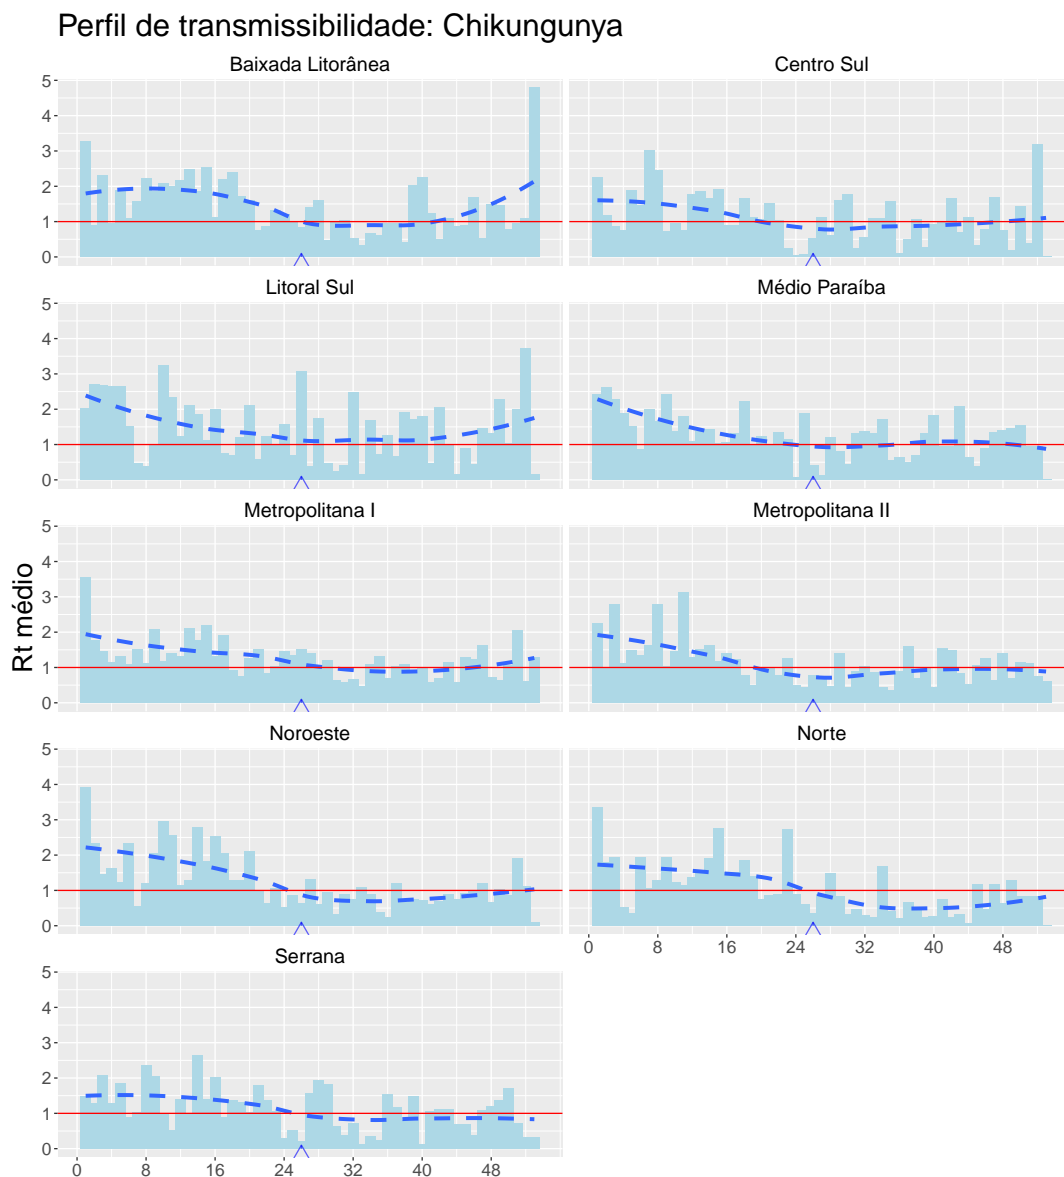 Perfil de transmissibilidade: Chikungunya
Baixada Litorânea
Centro Sul
5
4
3
2
1
0
Litoral Sul
Médio Paraíba
5
4
3
2
1
0
Metropolitana I
Metropolitana II
5
4
3
2
1
0
Rt médio
Noroeste
Norte
5
4
3
2
1
0
0 8 16 24 32 40 48
Serrana
5
4
3
2
1
0
0 8 16 24 32 40 48